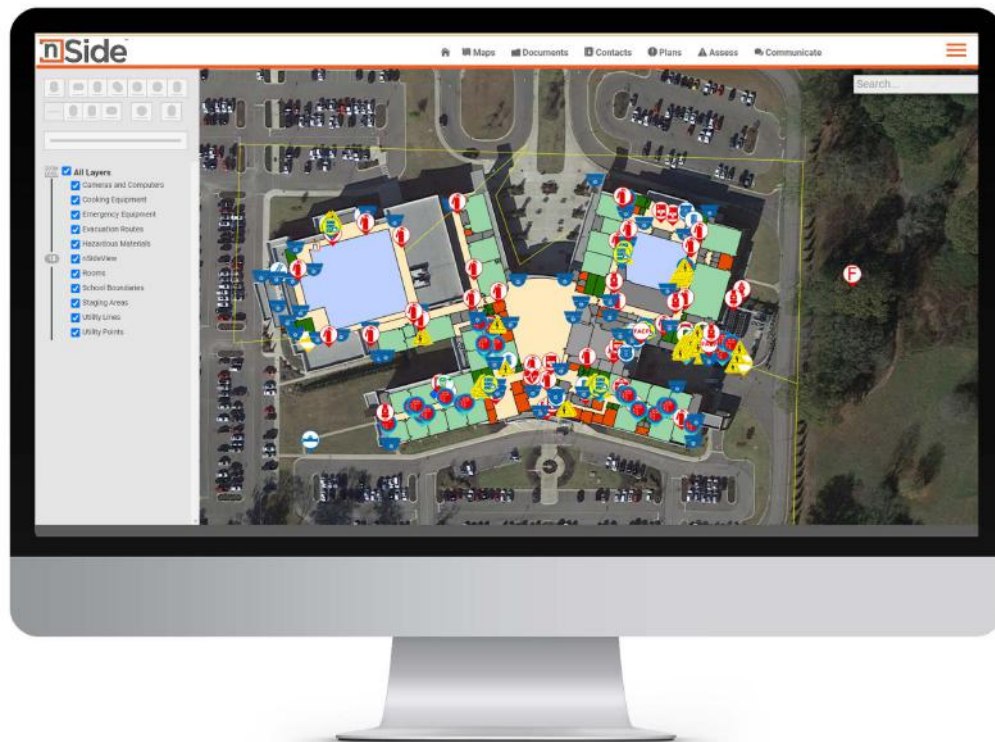 nSide
Maps Documents Contacts Plans Assess Communicate
Search...
All Layers
Cameras and Computers
Cooking Equipment
Emergency Equipment
Evacuation Routes
Hazardous Materials
nSideView
Rooms
School Boundaries
Staging Areas
Utility Lines
Utility Points
F
FACP